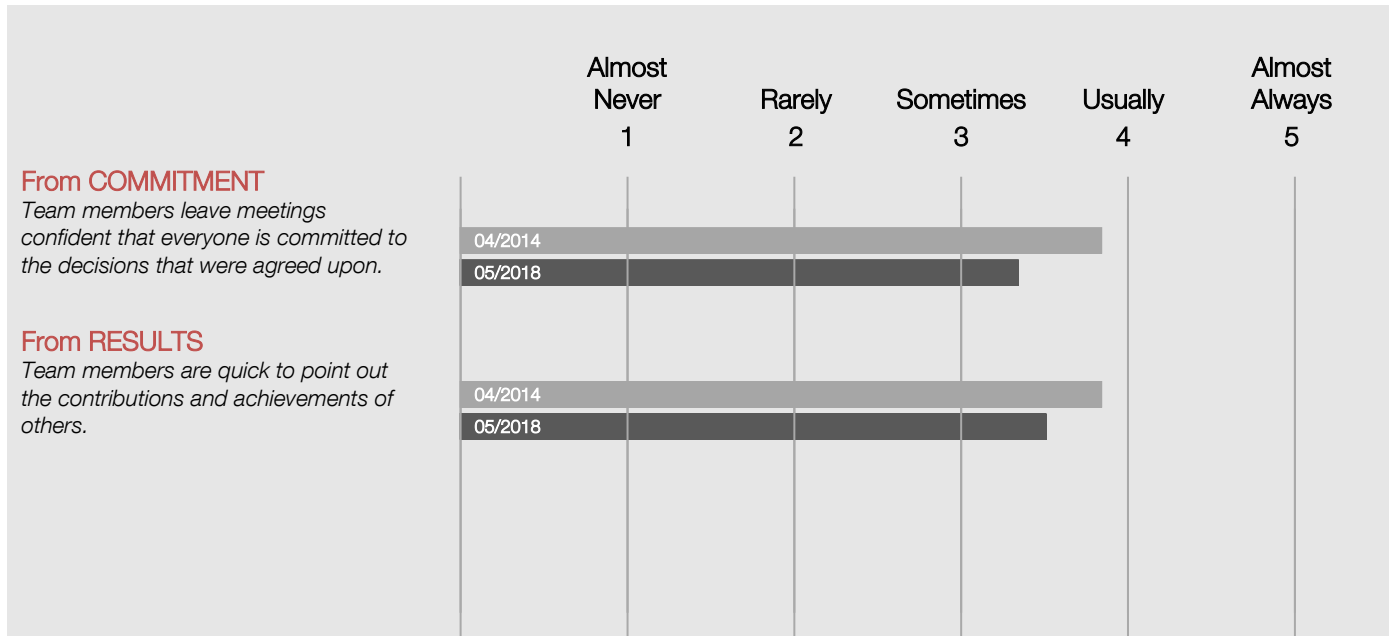 Almost
Never
Rarely
Sometimes
Usually
Almost
Always
1
2
3
4
5
From COMMITMENT
Team members leave meetings
confident that everyone is committed to
the decisions that were agreed upon.
04/2014
05/2018
From RESULTS
Team members are quick to point out
the contributions and achievements of
others.
04/2014
05/2018